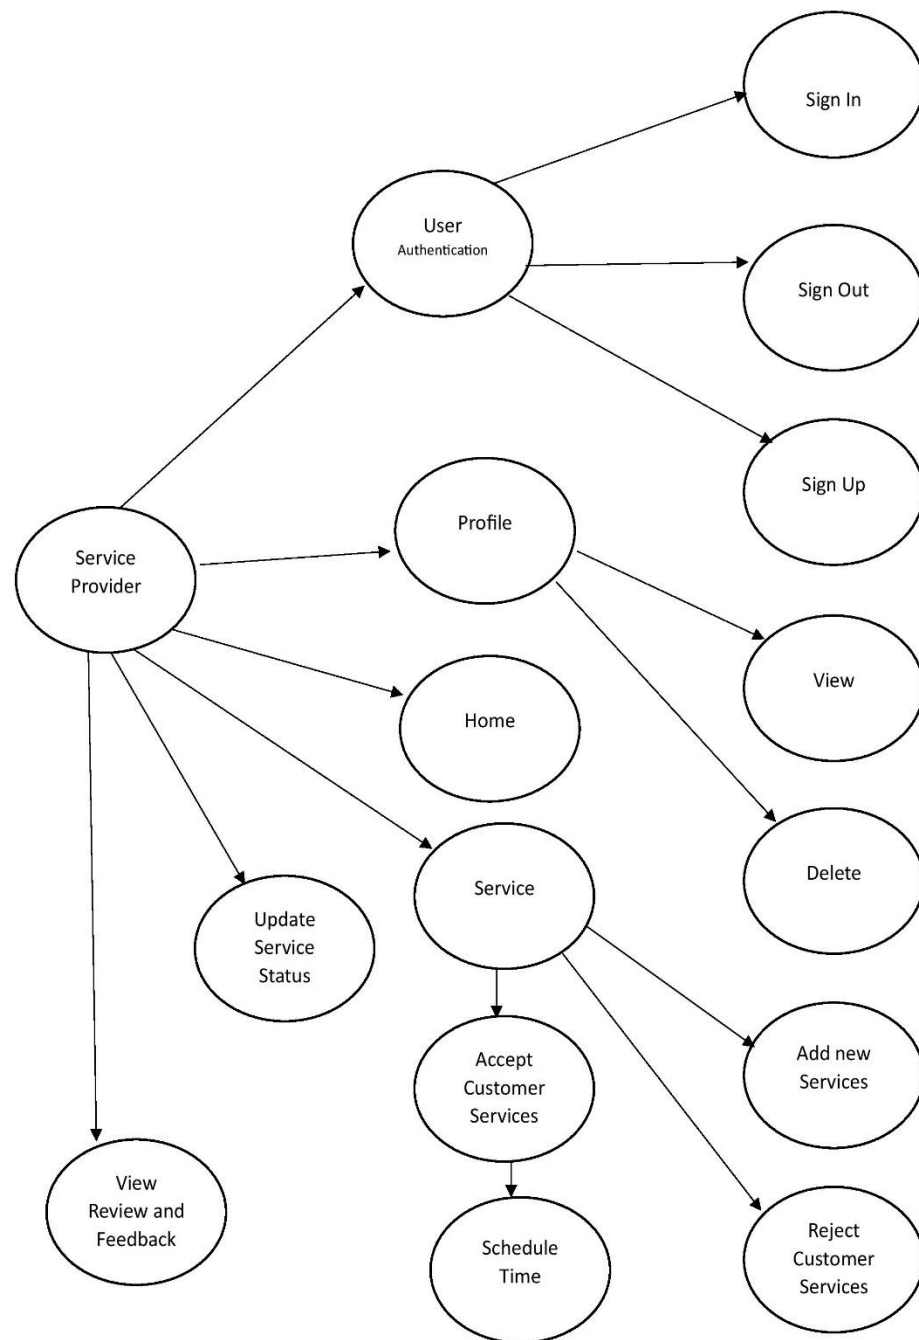 Sign In
User
Authentication
Sign Out
Sign Up
Profile
Service
Provider
View
Home
Delete
Service
Update
Service
Status
Add new
Services
Accept
Customer
Services
View
Review and
Feedback
Schedule
Time
Reject
Customer
Services